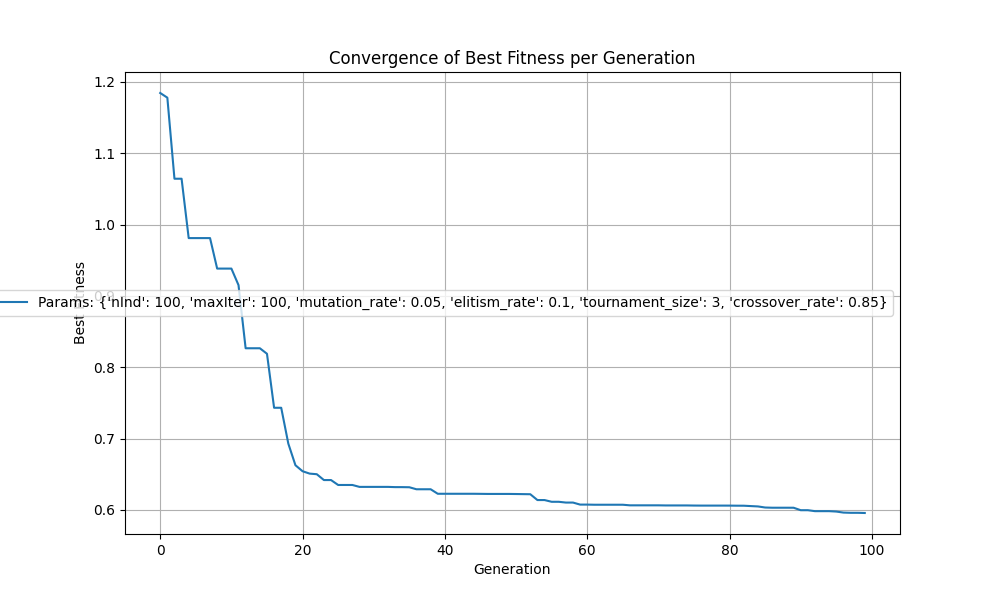 Convergence of Best Fitness per Generation
1.2
1.1
1.0
0.8
0.7
0.6
Best
ness
Params: {'nInd': 100, 'maxIter': 100, 'mutation_rate': 0.05, 'elitism_rate': 0.1, 'tournament_size': 3, 'crossover_rate': 0.85}
0 20 40 60 80 100
Generation